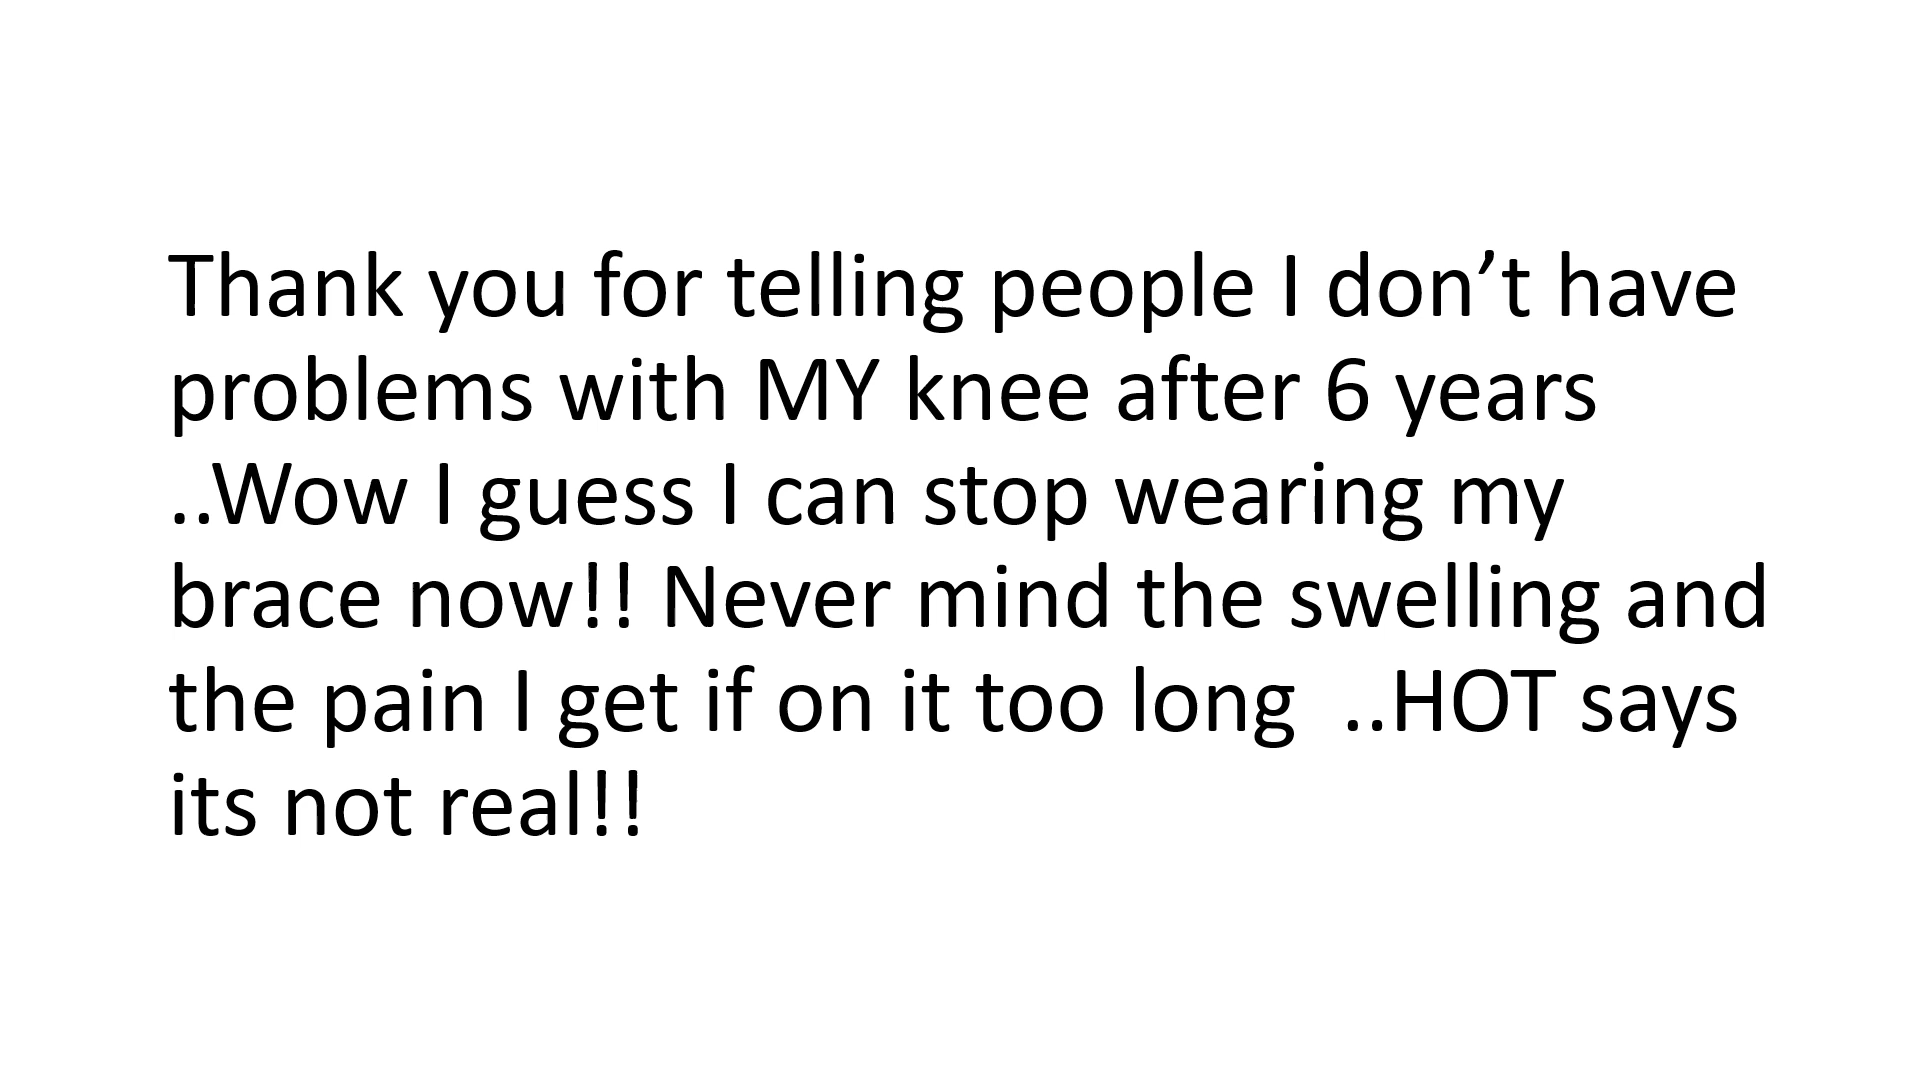 Thank you for telling people I don’t have
problems with MY knee after 6 years
..Wow I guess I can stop wearing my
brace now!! Never mind the swelling and
the pain I get if on it too long  ..HOT says
its not real!!